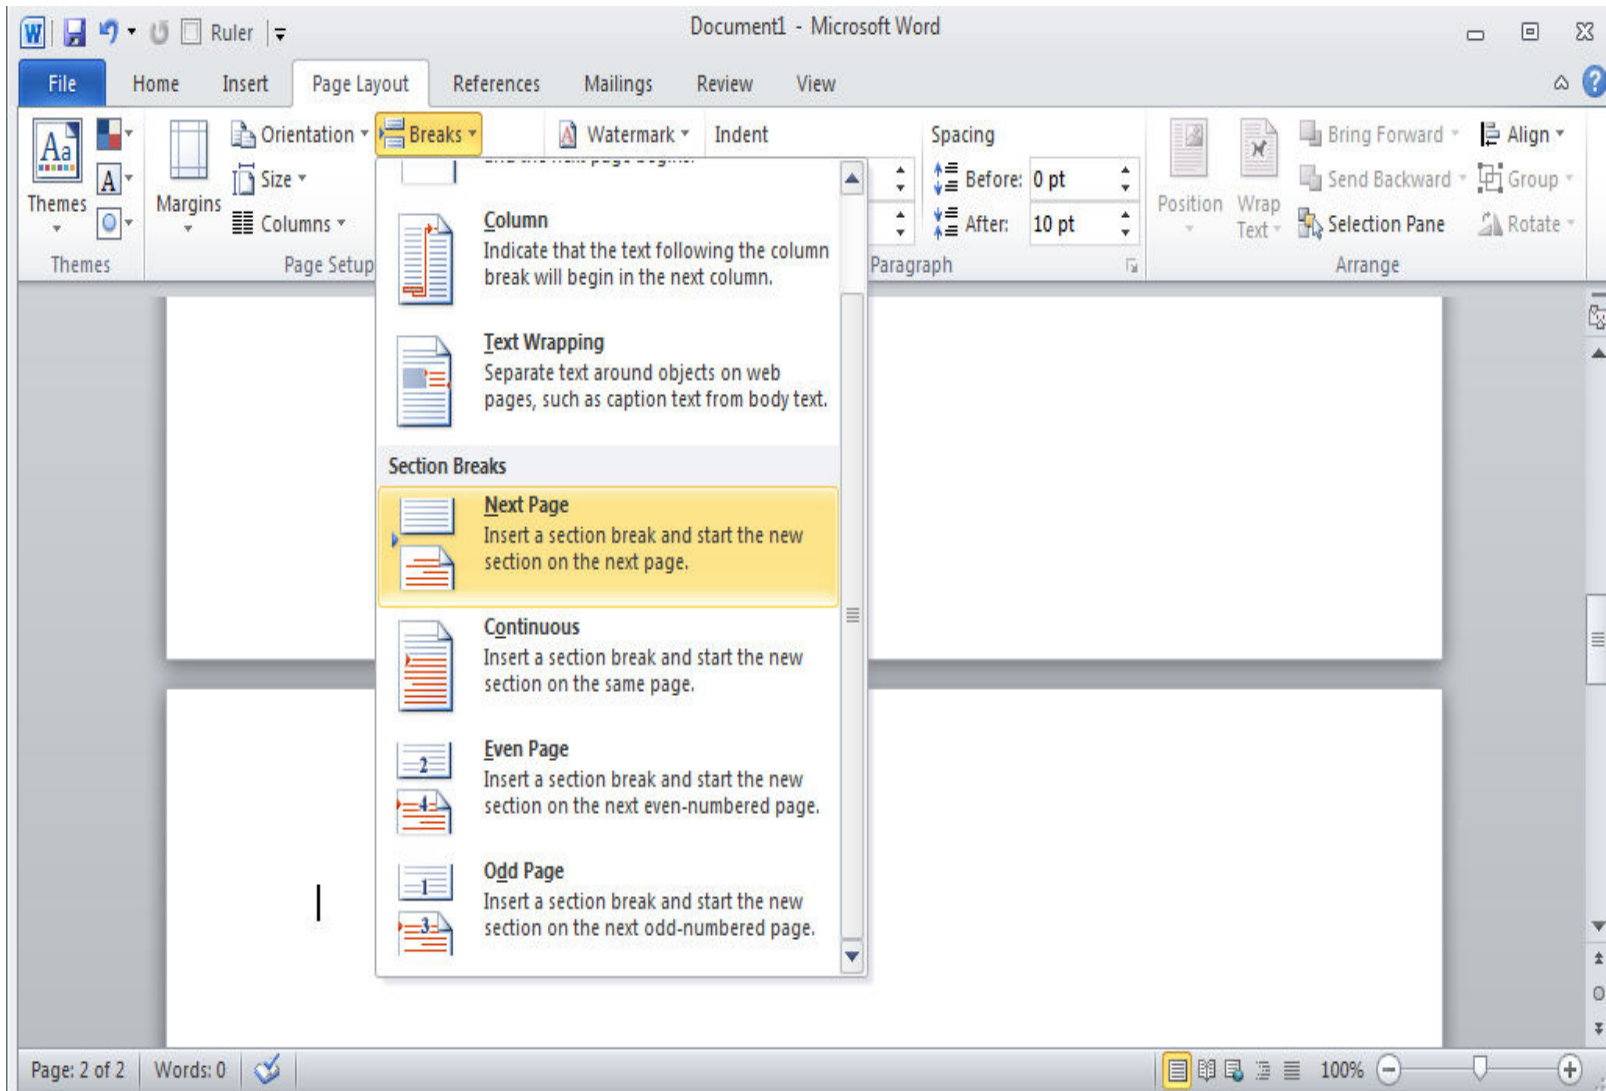 Ruler
Document1 - Microsoft Word
File Home Insert Page Layout References Mailings Review View
Orientation Breaks Watermark Indent Spacing Bring Forward Align
Size Before: 0 pt Send Backward Group
Themes Margins Columns After: 10 pt Position Wrap Text Selection Pane Rotate
Themes Page Setup Paragraph Arrange
and the next page begins.
Column
Indicate that the text following the column
break will begin in the next column.
Text Wrapping
Separate text around objects on web
pages, such as caption text from body text.
Section Breaks
Next Page
Insert a section break and start the new
section on the next page.
Continuous
Insert a section break and start the new
section on the same page.
Even Page
Insert a section break and start the new
section on the next even-numbered page.
Odd Page
Insert a section break and start the new
section on the next odd-numbered page.
Page: 2 of 2 Words: 0 100%